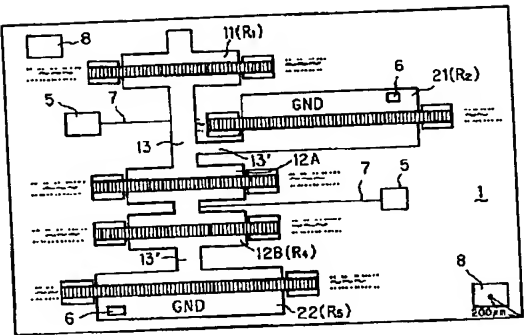 8
11(R₁)
5
7
6
21(R₂)
GND
13
13'
12A
7
5
1
12B(R₄)
13'
8
6
GND
22(R₅)
200μm